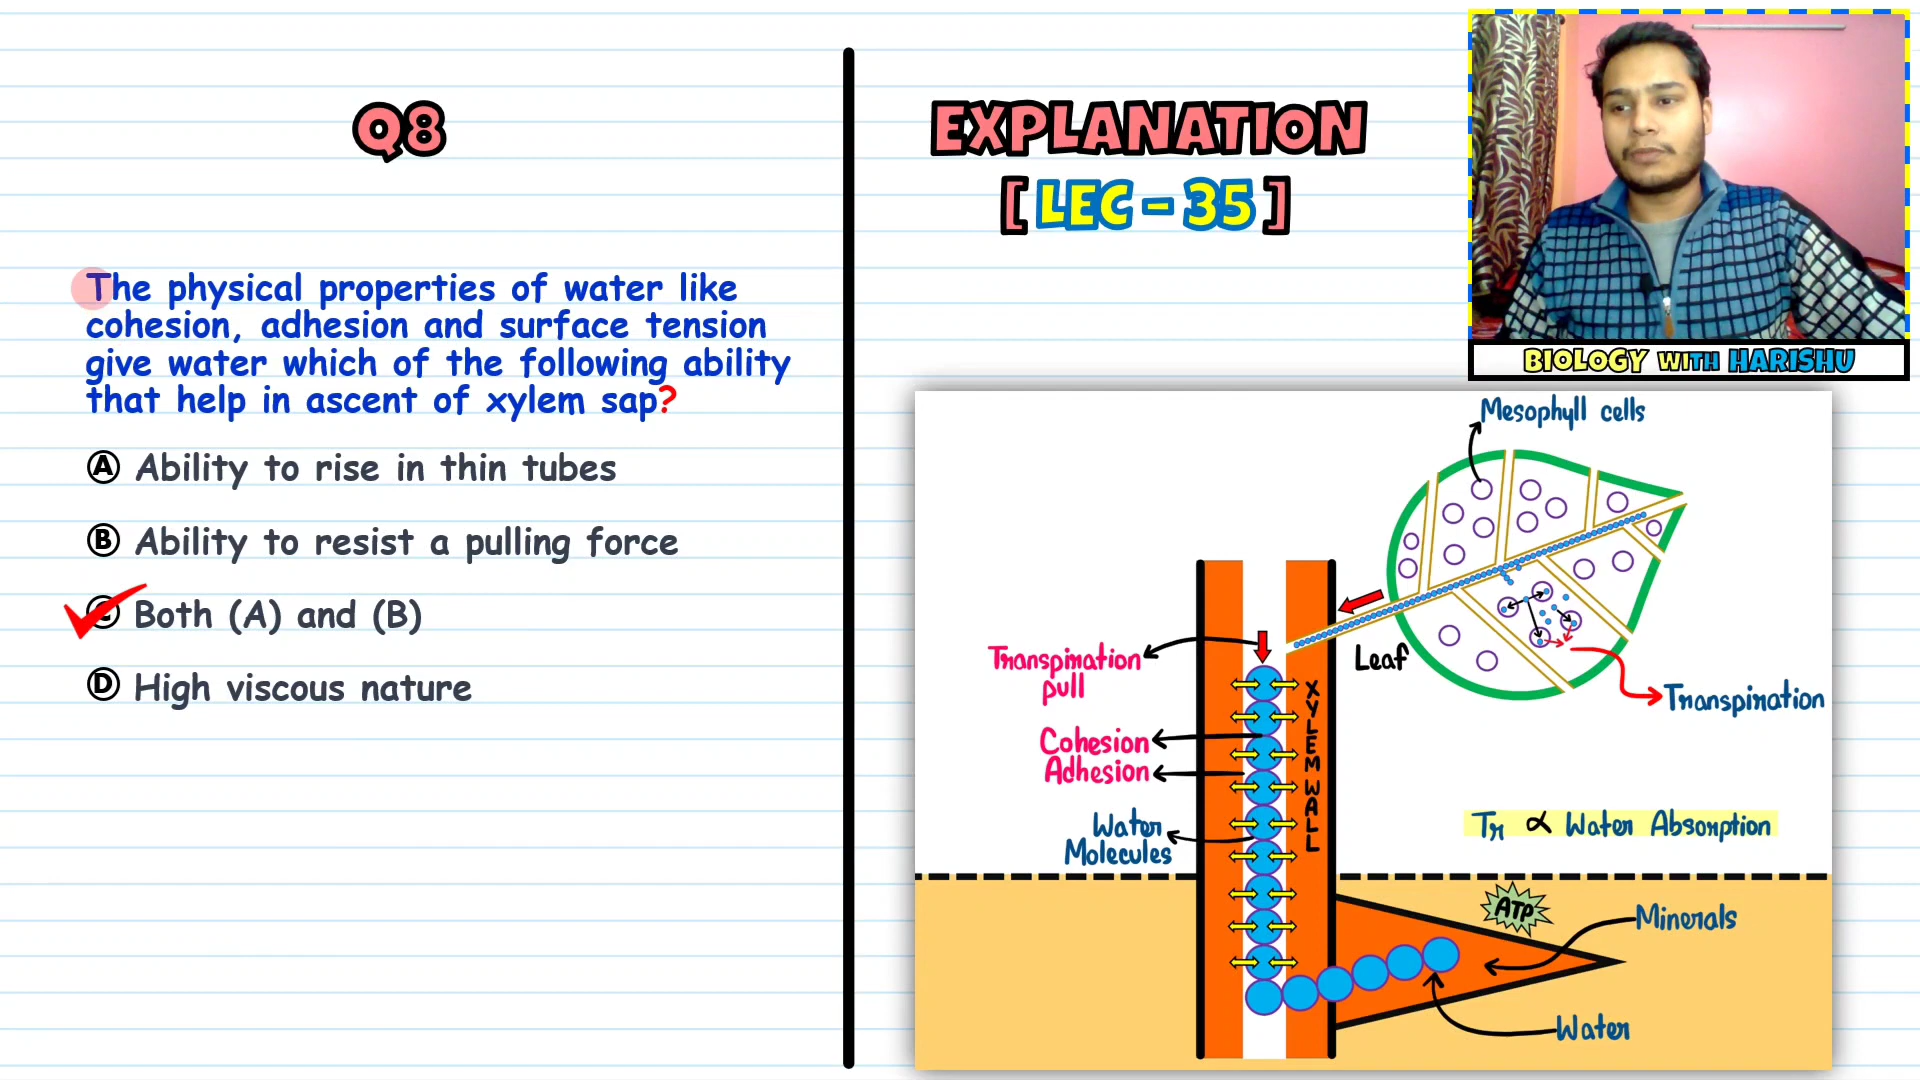 Q8
The physical properties of water like
cohesion, adhesion and surface tension
give water which of the following ability
that help in ascent of xylem sap?
A Ability to rise in thin tubes
B Ability to resist a pulling force
C Both (A) and (B)
D High viscous nature
EXPLANATION
[ LEC - 35 ]
BIOLOGY WITH HARISHU
Mesophyll cells
Leaf
Transpiration
Transpiration
pull
Cohesion
Adhesion
Water
Molecules
XYLEM WALL
Tr ∝ Water Absorption
ATP
Minerals
Water